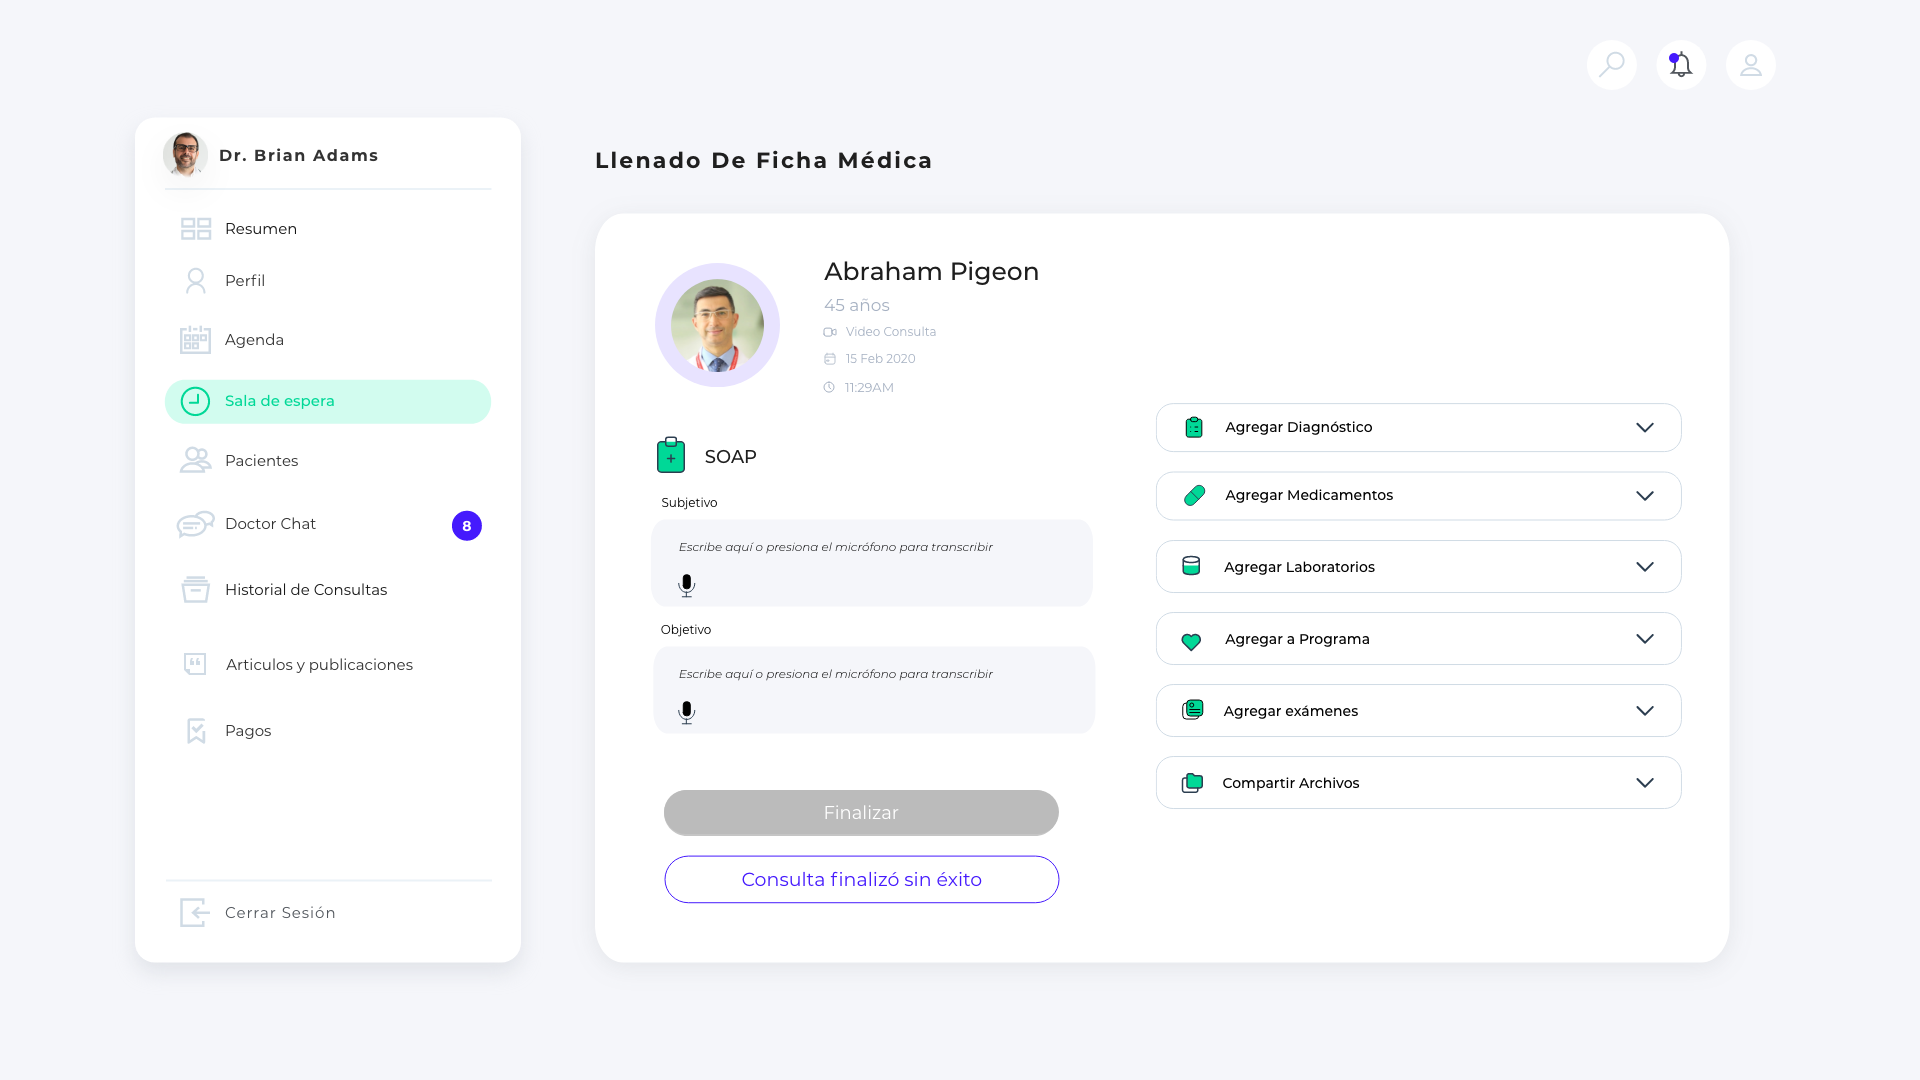 Dr. Brian Adams
Resumen
Perfil
Agenda
Sala de espera
Pacientes
Doctor Chat
8
Historial de Consultas
Articulos y publicaciones
Pagos
Cerrar Sesión
Llenado De Ficha Médica
Abraham Pigeon
45 años
Video Consulta
15 Feb 2020
11:29AM
SOAP
Subjetivo
Escribe aquí o presiona el micrófono para transcribir
Objetivo
Escribe aquí o presiona el micrófono para transcribir
Finalizar
Consulta finalizó sin éxito
Agregar Diagnóstico
Agregar Medicamentos
Agregar Laboratorios
Agregar a Programa
Agregar exámenes
Compartir Archivos